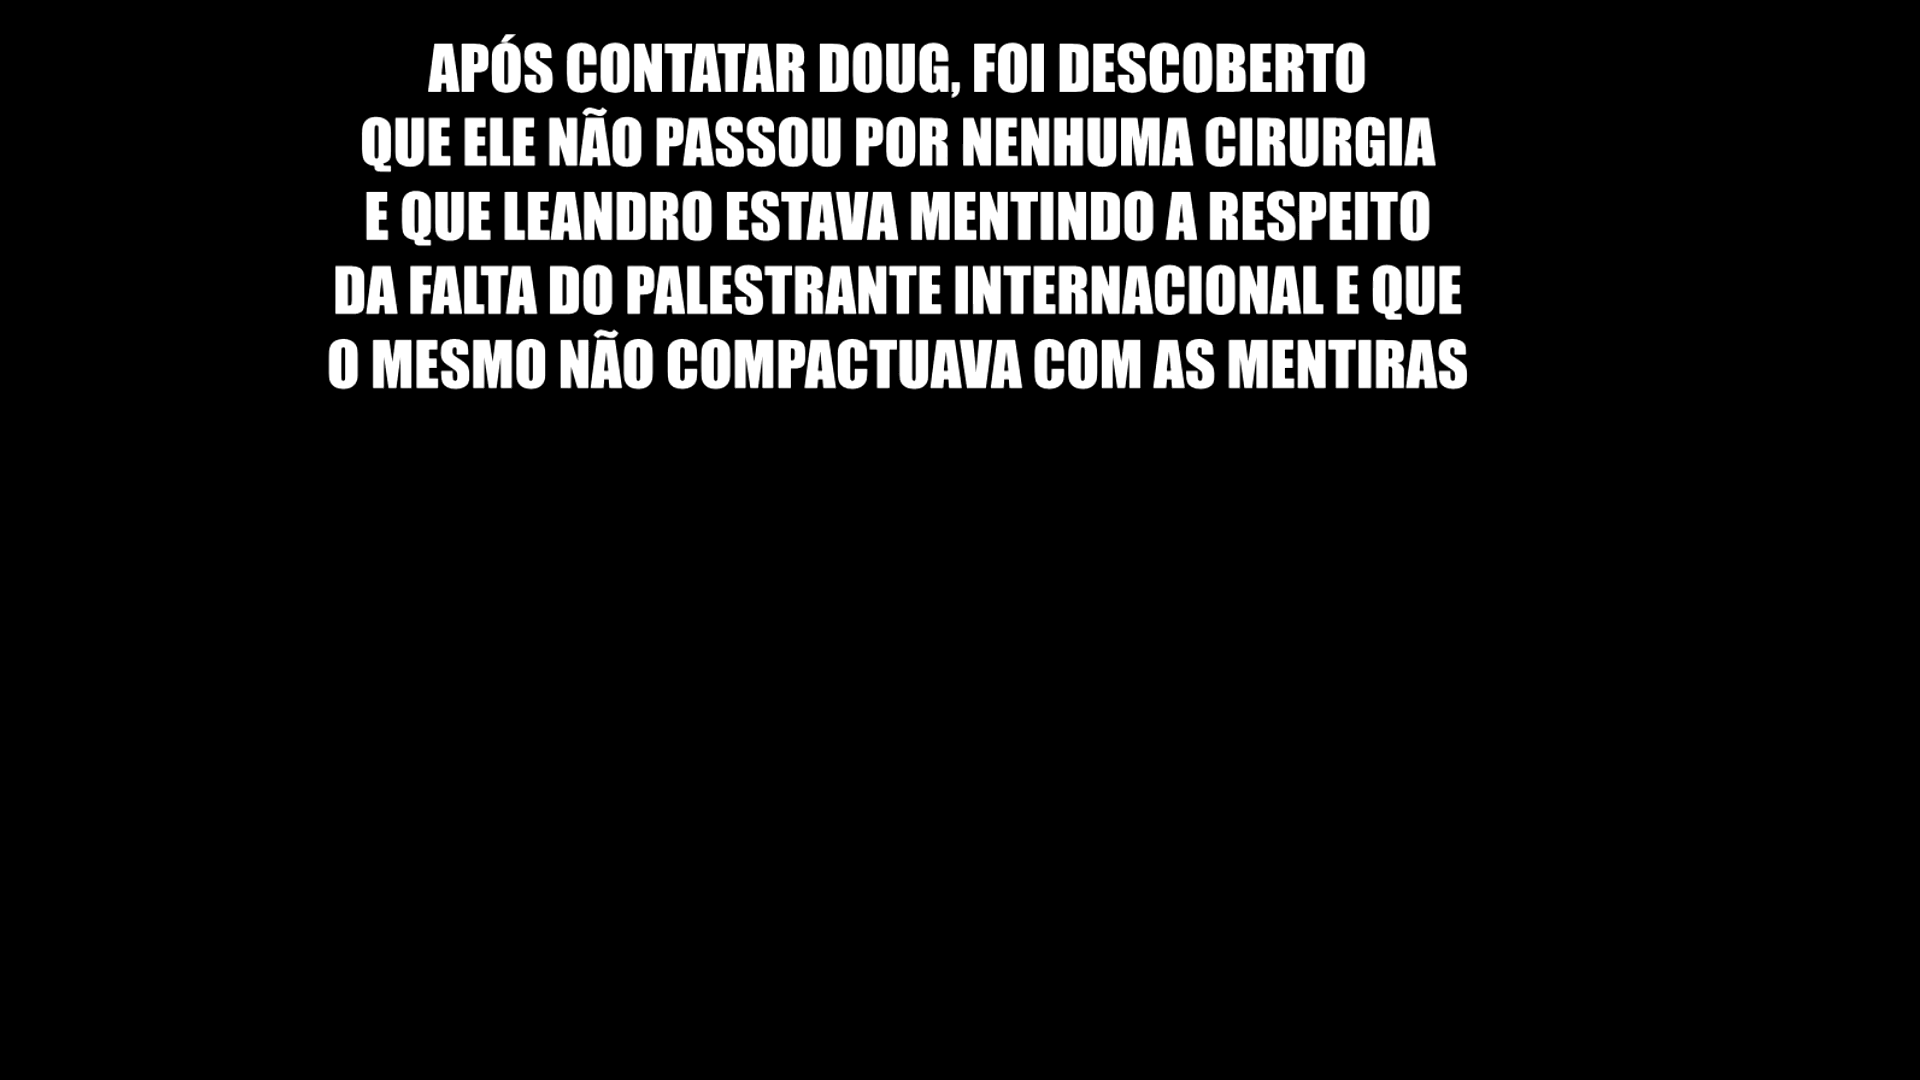 APÓS CONTATAR DOUG, FOI DESCOBERTO
QUE ELE NÃO PASSOU POR NENHUMA CIRURGIA
E QUE LEANDRO ESTAVA MENTINDO A RESPEITO
DA FALTA DO PALESTRANTE INTERNACIONAL E QUE
O MESMO NÃO COMPACTUAVA COM AS MENTIRAS